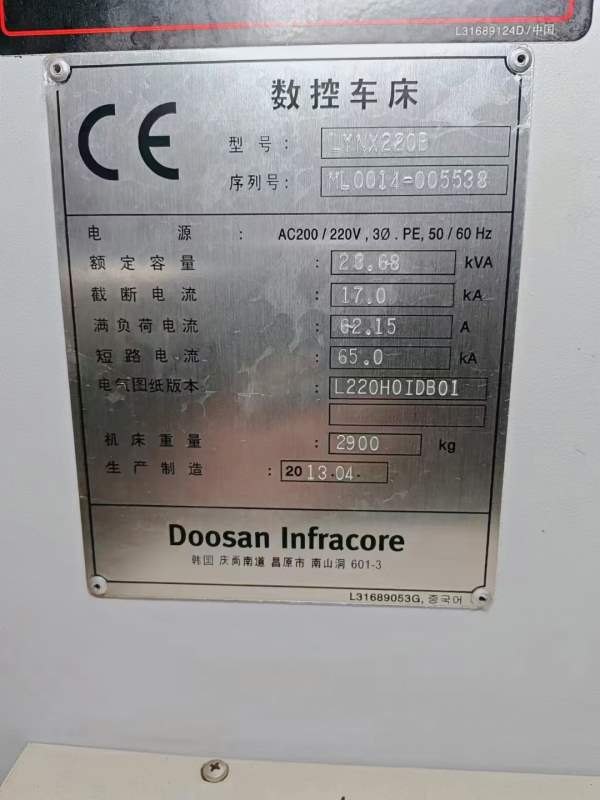 L31689124D./中国
CE
数控车床
型号: LYNX220B
序列号: ML0014-005538
电 源 : AC200 / 220V , 3Ø . PE, 50 / 60 Hz
额定容量 : 23.68 kVA
截断电流 : 17.0 kA
满负荷电流 : 62.15 A
短路电流 : 65.0 kA
电气图纸版本 : L220H0IDB01
机床重量 : 2900 kg
生产制造 : 2013.04.
Doosan Infracore
韩国 庆尚南道 昌原市 南山洞 601-3
L31689053G, 중국어